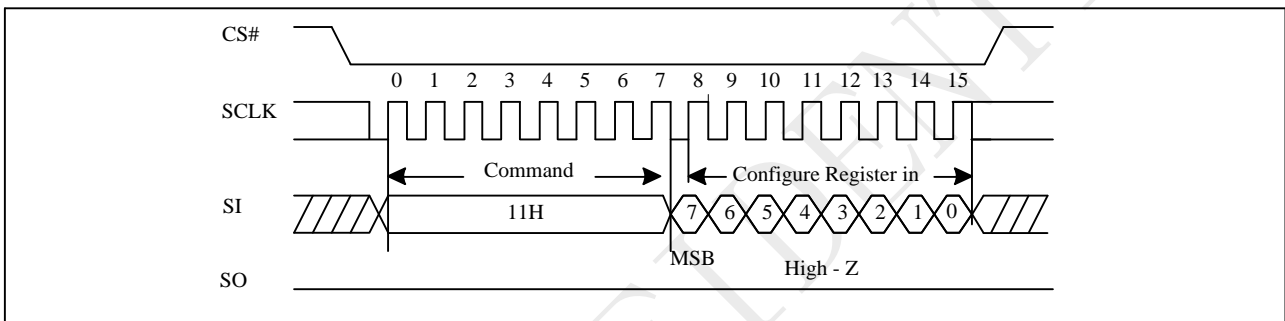 CS#
0 1 2 3 4 5 6 7 8 9 10 11 12 13 14 15
SCLK
Command
Configure Register in
SI
11H
7 6 5 4 3 2 1 0
MSB
High - Z
SO